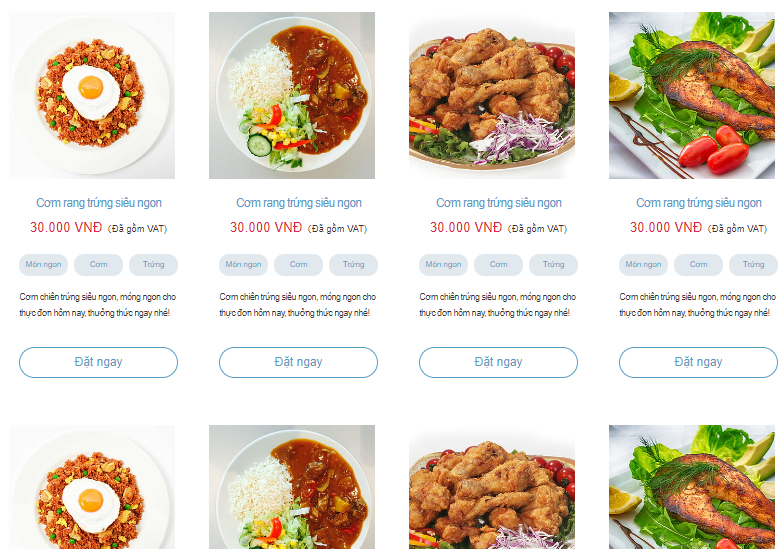 Cơm rang trứng siêu ngon
30.000 VNĐ (Đã gồm VAT)
Món ngon Cơm Trứng
Cơm chiên trứng siêu ngon, móng ngon cho
thực đơn hôm nay, thưởng thức ngay nhé!
Đặt ngay
Cơm rang trứng siêu ngon
30.000 VNĐ (Đã gồm VAT)
Món ngon Cơm Trứng
Cơm chiên trứng siêu ngon, móng ngon cho
thực đơn hôm nay, thưởng thức ngay nhé!
Đặt ngay
Cơm rang trứng siêu ngon
30.000 VNĐ (Đã gồm VAT)
Món ngon Cơm Trứng
Cơm chiên trứng siêu ngon, móng ngon cho
thực đơn hôm nay, thưởng thức ngay nhé!
Đặt ngay
Cơm rang trứng siêu ngon
30.000 VNĐ (Đã gồm VAT)
Món ngon Cơm Trứng
Cơm chiên trứng siêu ngon, móng ngon cho
thực đơn hôm nay, thưởng thức ngay nhé!
Đặt ngay